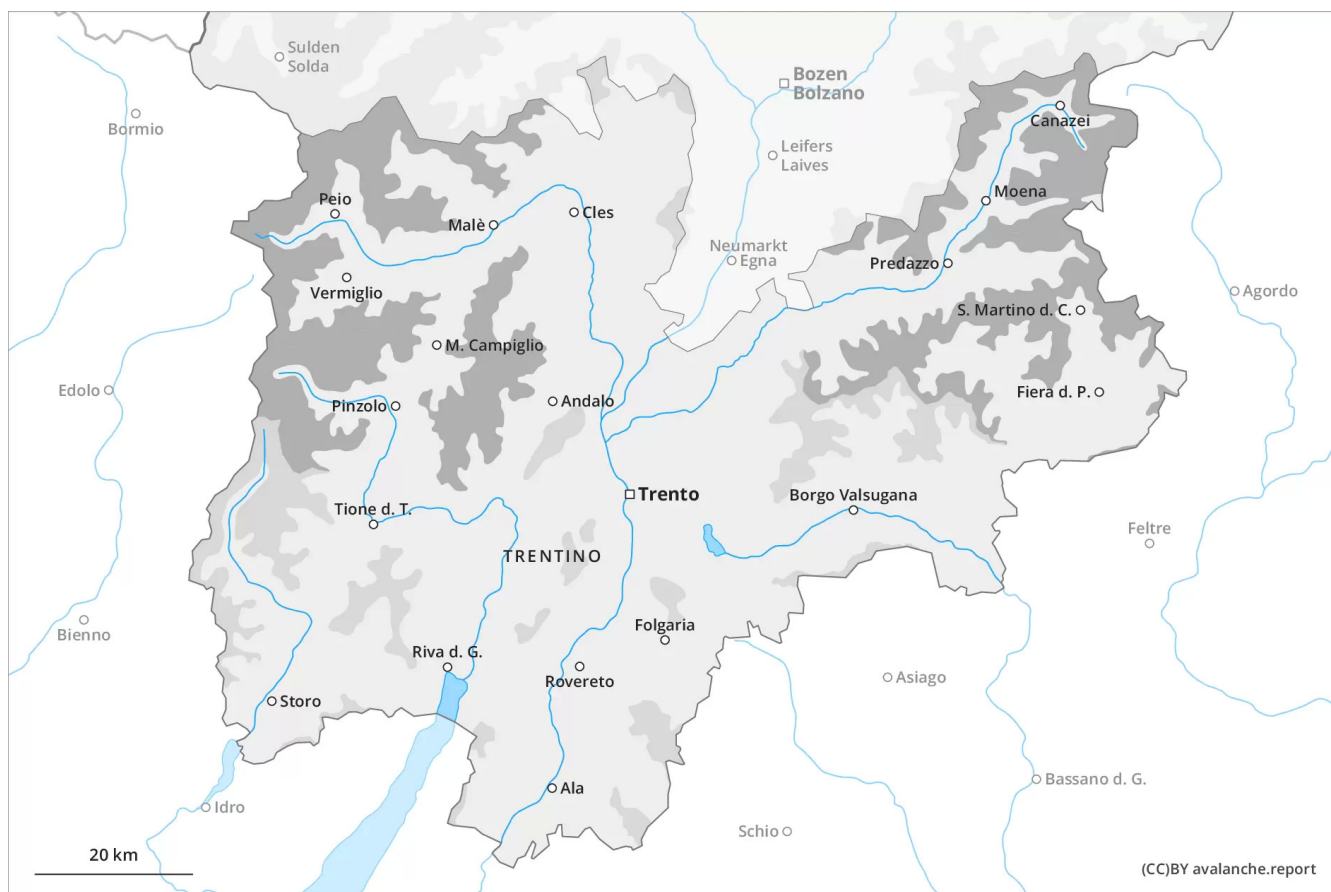 Sulden
Solda
Bozen
Bolzano
Bormio
Canazei
Leifers
Laives
Peio
Moena
Malè
Cles
Neumarkt
Egna
Predazzo
Vermiglio
Agordo
S. Martino d. C.
M. Campiglio
Edolo
Pinzolo
Andalo
Fiera d. P.
Trento
Borgo Valsugana
Tione d. T.
Feltre
TRENTINO
Bienno
Folgaria
Riva d. G.
Rovereto
Asiago
Storo
Bassano d. G.
Ala
Idro
Schio
20 km
(CC)BY avalanche.report